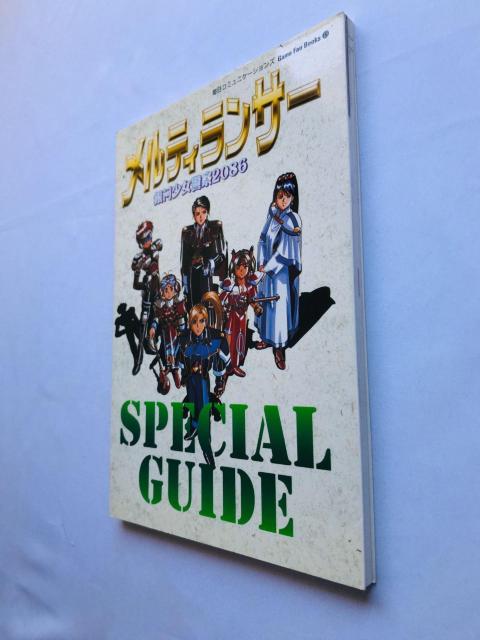 毎日コミュニケーションズ Game Fan Books
メルティランサー
銀河少女警察2086
SPECIAL
GUIDE